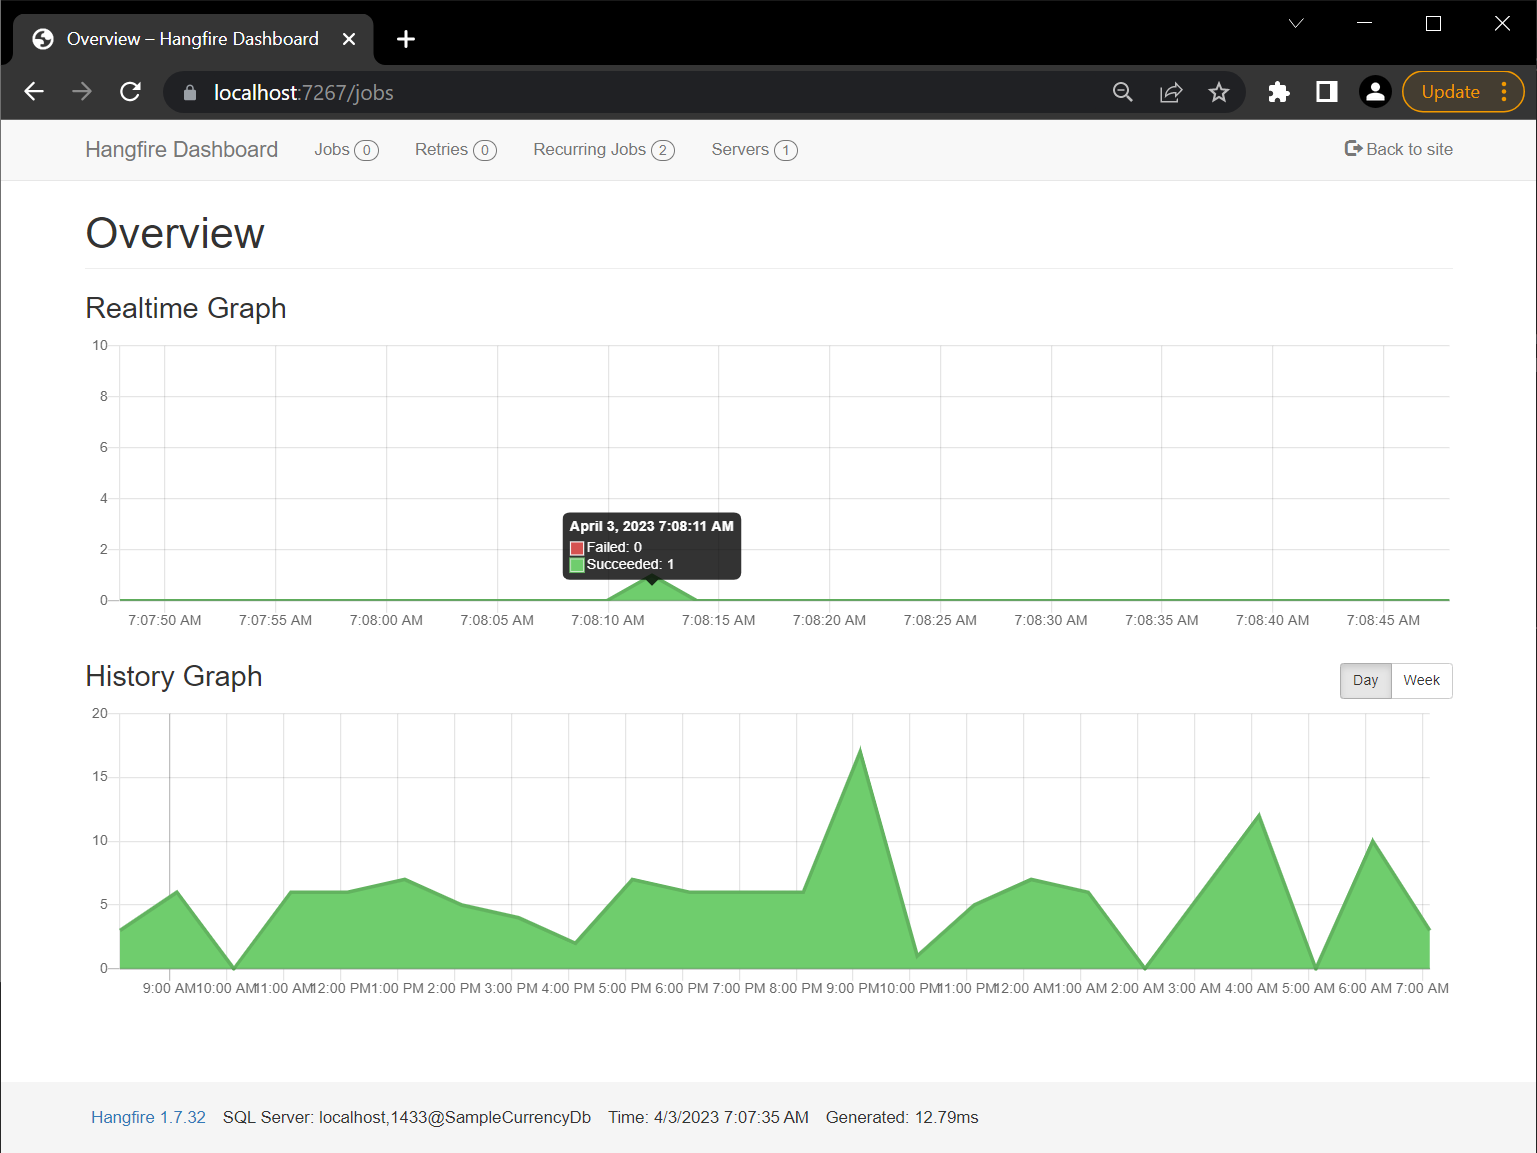 Overview – Hangfire Dashboard
localhost:7267/jobs
Update
Hangfire Dashboard Jobs 0 Retries 0 Recurring Jobs 2 Servers 1 Back to site
Overview
Realtime Graph
10
8
6
4
2
0
April 3, 2023 7:08:11 AM
Failed: 0
Succeeded: 1
7:07:50 AM 7:07:55 AM 7:08:00 AM 7:08:05 AM 7:08:10 AM 7:08:15 AM 7:08:20 AM 7:08:25 AM 7:08:30 AM 7:08:35 AM 7:08:40 AM 7:08:45 AM
History Graph
Day Week
20
15
10
5
0
9:00 AM 10:00 AM 11:00 AM 12:00 PM 1:00 PM 2:00 PM 3:00 PM 4:00 PM 5:00 PM 6:00 PM 7:00 PM 8:00 PM 9:00 PM 10:00 PM 11:00 PM 12:00 AM 1:00 AM 2:00 AM 3:00 AM 4:00 AM 5:00 AM 6:00 AM 7:00 AM
Hangfire 1.7.32 SQL Server: localhost,1433@SampleCurrencyDb Time: 4/3/2023 7:07:35 AM Generated: 12.79ms